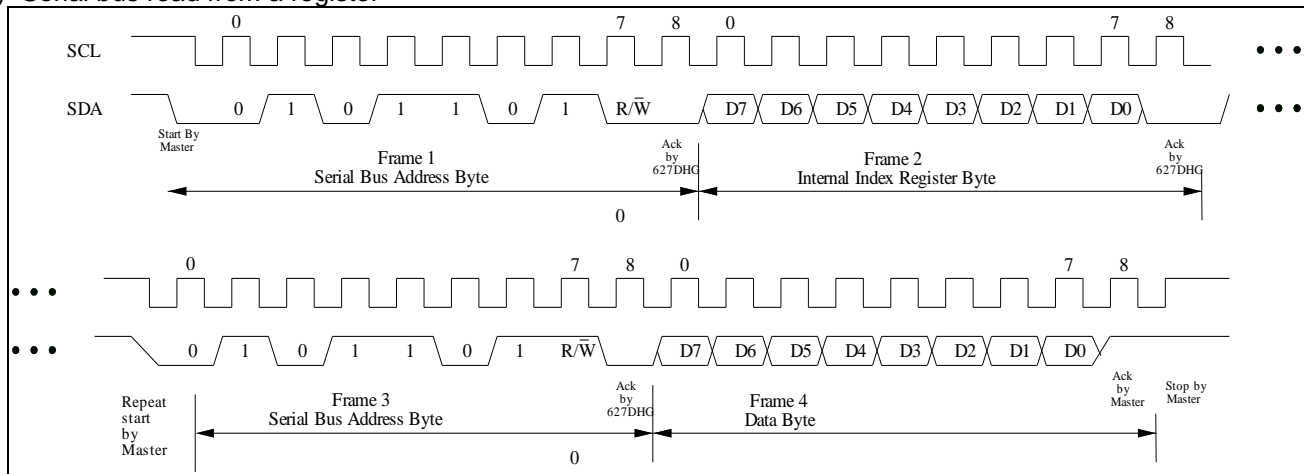 Serial bus read from a register
0 7 8 0 7 8
SCL
SDA 0 1 0 1 1 0 1 R/W̅ D7 D6 D5 D4 D3 D2 D1 D0
Start By
Master
Ack
by
627DHG
Ack
by
627DHG
Frame 1
Serial Bus Address Byte
Frame 2
Internal Index Register Byte
0
0 7 8 0 7 8
0 1 0 1 1 0 1 R/W̅ D7 D6 D5 D4 D3 D2 D1 D0
Repeat
start
by
Master
Frame 3
Serial Bus Address Byte
Ack
by
627DHG
Frame 4
Data Byte
Ack
by
Master
Stop by
Master
0